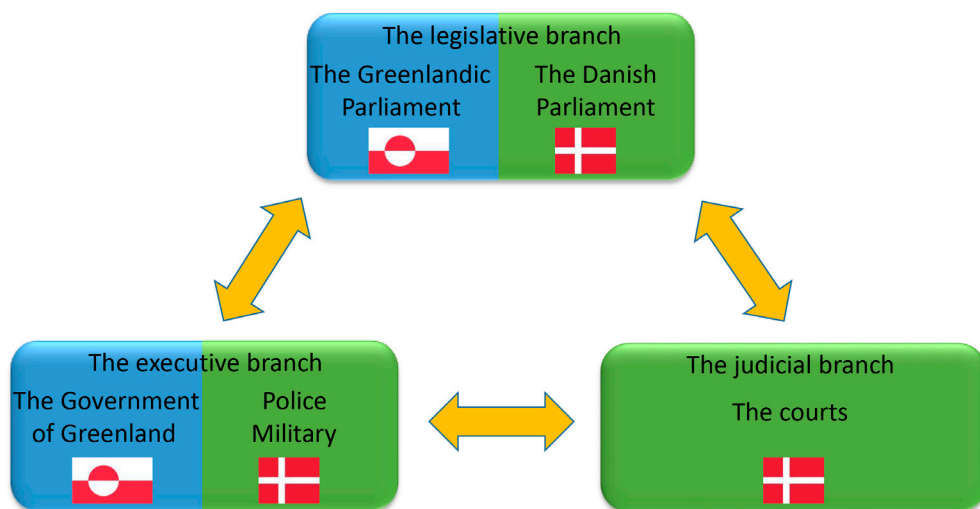 The legislative branch
The Greenlandic
Parliament
The Danish
Parliament
The executive branch
The Government
of Greenland
Police
Military
The judicial branch
The courts